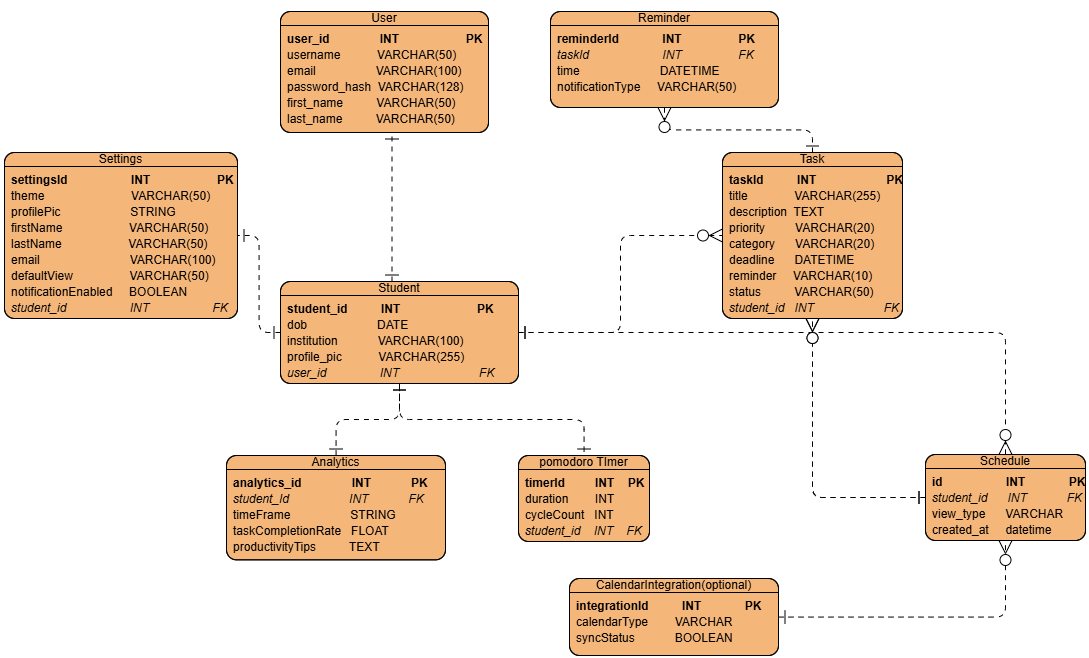 User
user_id INT PK
username VARCHAR(50)
email VARCHAR(100)
password_hash VARCHAR(128)
first_name VARCHAR(50)
last_name VARCHAR(50)
Reminder
reminderId INT PK
taskId INT FK
time DATETIME
notificationType VARCHAR(50)
Settings
settingsId INT PK
theme VARCHAR(50)
profilePic STRING
firstName VARCHAR(50)
lastName VARCHAR(50)
email VARCHAR(100)
defaultView VARCHAR(50)
notificationEnabled BOOLEAN
student_id INT FK
Task
taskId INT PK
title VARCHAR(255)
description TEXT
priority VARCHAR(20)
category VARCHAR(20)
deadline DATETIME
reminder VARCHAR(10)
status VARCHAR(50)
student_id INT FK
Student
student_id INT PK
dob DATE
institution VARCHAR(100)
profile_pic VARCHAR(255)
user_id INT FK
Analytics
analytics_id INT PK
student_Id INT FK
timeFrame STRING
taskCompletionRate FLOAT
productivityTips TEXT
pomodoro TImer
timerId INT PK
duration INT
cycleCount INT
student_id INT FK
Schedule
id INT PK
student_id INT FK
view_type VARCHAR
created_at datetime
CalendarIntegration(optional)
integrationId INT PK
calendarType VARCHAR
syncStatus BOOLEAN